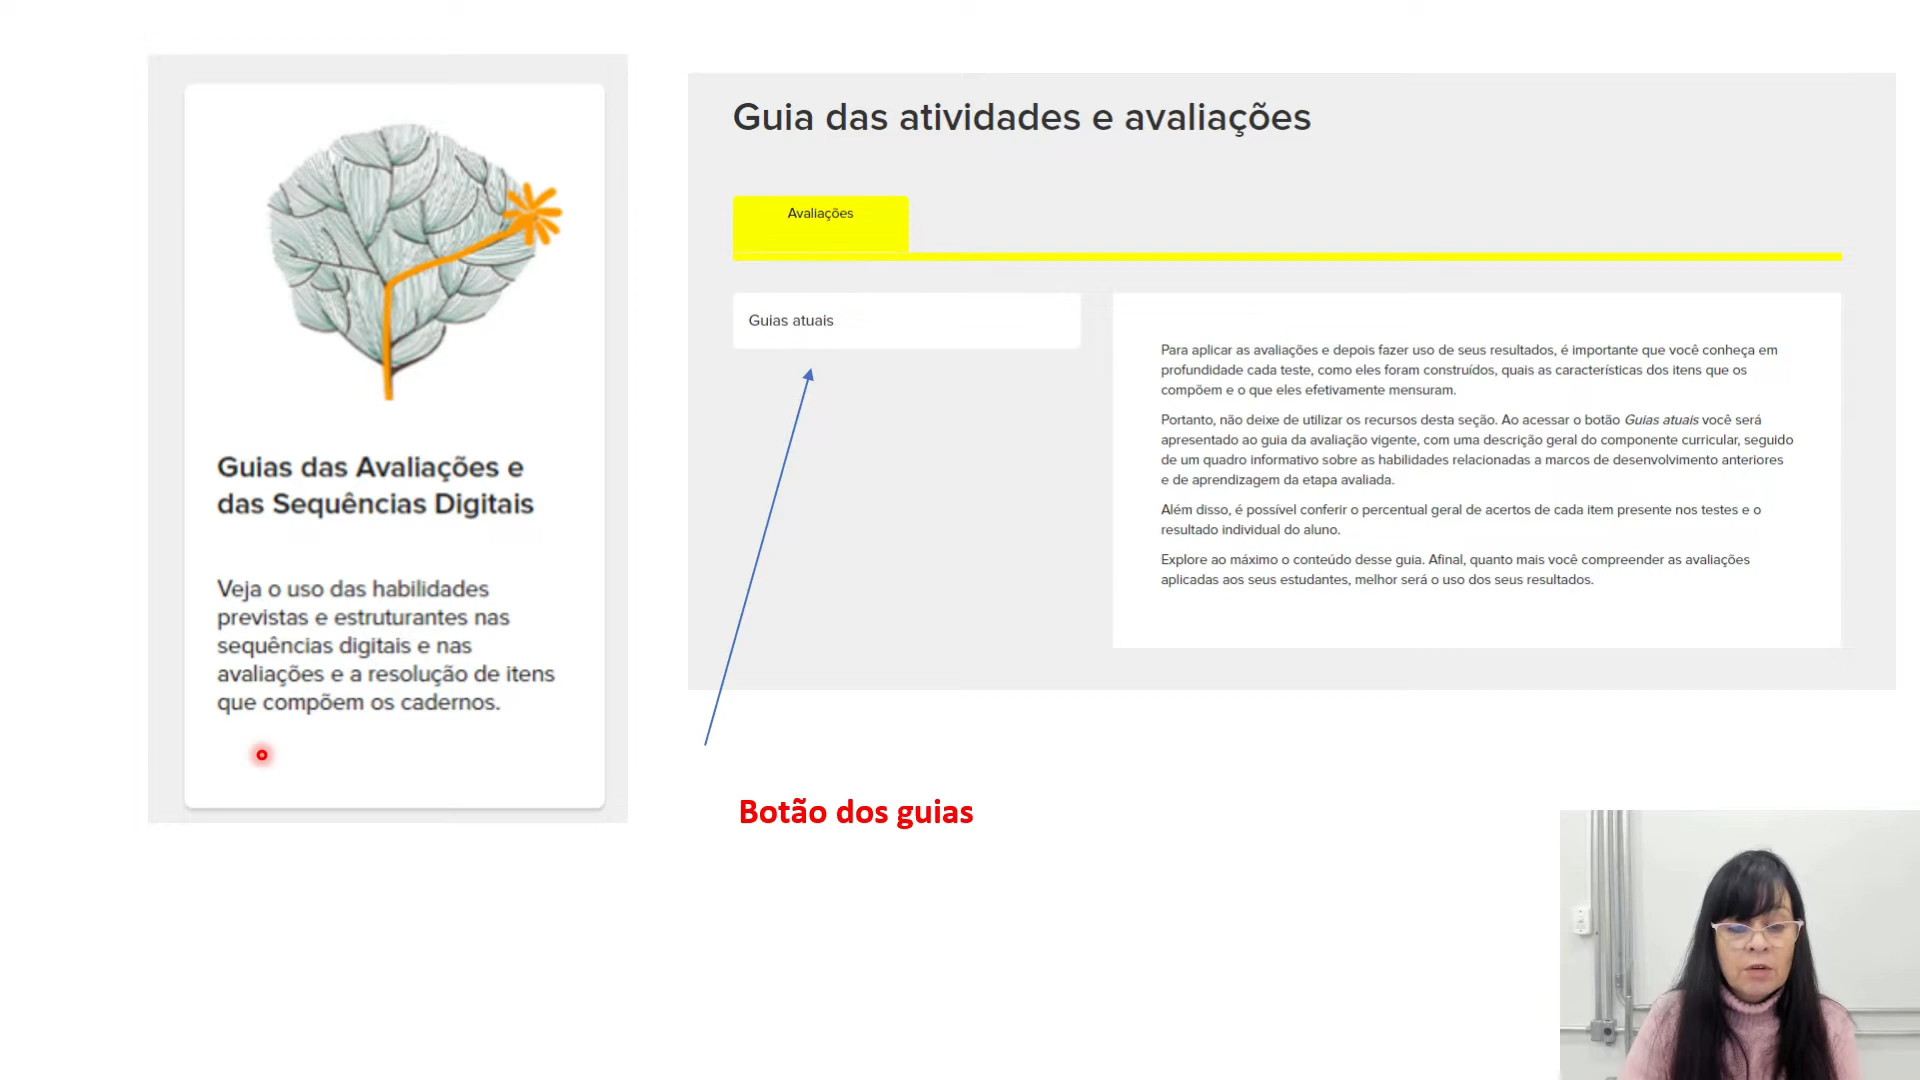 Guias das Avaliações e
das Sequências Digitais
Veja o uso das habilidades
previstas e estruturantes nas
sequências digitais e nas
avaliações e a resolução de itens
que compõem os cadernos.
Guia das atividades e avaliações
Avaliações
Guias atuais
Para aplicar as avaliações e depois fazer uso de seus resultados, é importante que você conheça em
profundidade cada teste, como eles foram construídos, quais as características dos itens que os
compõem e o que eles efetivamente mensuram.
Portanto, não deixe de utilizar os recursos desta seção. Ao acessar o botão Guias atuais você será
apresentado ao guia da avaliação vigente, com uma descrição geral do componente curricular, seguido
de um quadro informativo sobre as habilidades relacionadas a marcos de desenvolvimento anteriores
e de aprendizagem da etapa avaliada.
Além disso, é possível conferir o percentual geral de acertos de cada item presente nos testes e o
resultado individual do aluno.
Explore ao máximo o conteúdo desse guia. Afinal, quanto mais você compreender as avaliações
aplicadas aos seus estudantes, melhor será o uso dos seus resultados.
Botão dos guias